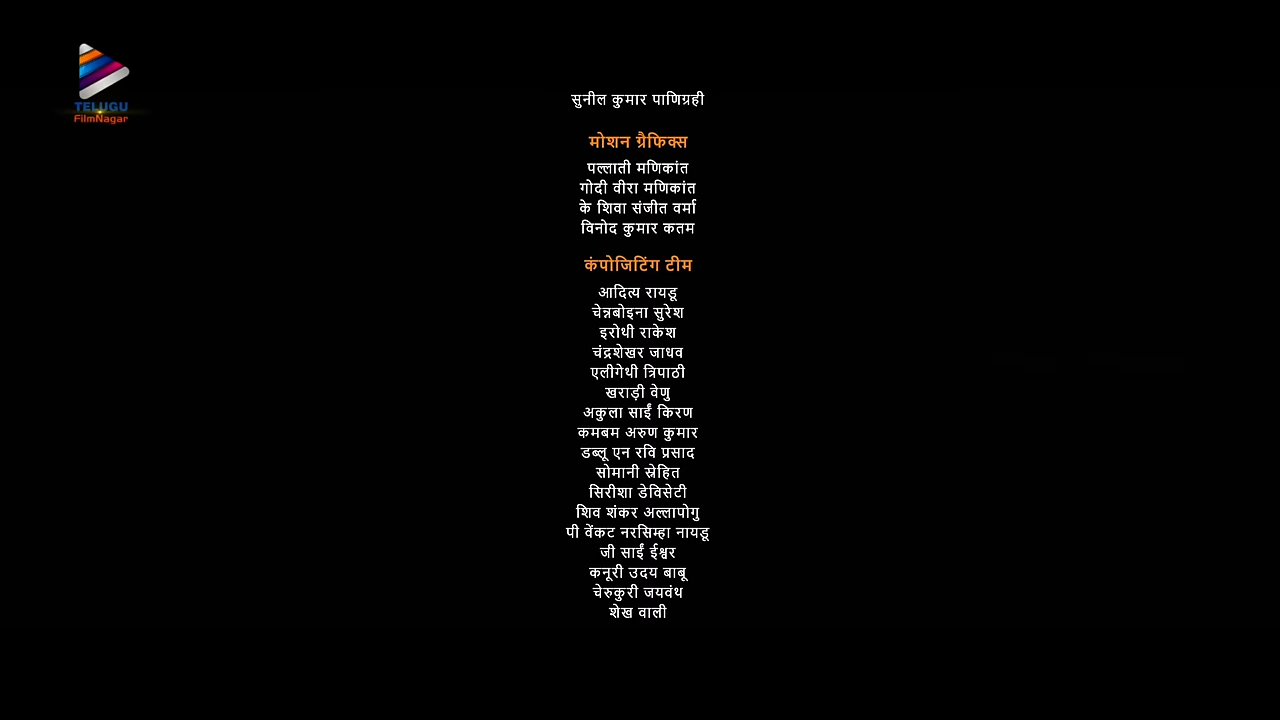 TELUGU
FilmNagar
सुनील कुमार पाणिग्रही
मोशन ग्रैफिक्स
पल्लाती मणिकांत
गोदी वीरा मणिकांत
के शिवा संजीत वर्मा
विनोद कुमार कतम
कंपोजिटिंग टीम
आदित्य रायडू
चेन्नबोइना सुरेश
इरोथी राकेश
चंद्रशेखर जाधव
एलीगेथी त्रिपाठी
खराड़ी वेणु
अकुला साईं किरण
कमबम अरुण कुमार
डब्लू एन रवि प्रसाद
सोमानी स्नेहित
सिरीशा डेविसेटी
शिव शंकर अल्लापोगु
पी वेंकट नरसिम्हा नायडू
जी साईं ईश्वर
कनूरी उदय बाबू
चेरुकुरी जयवंथ
शेख वाली